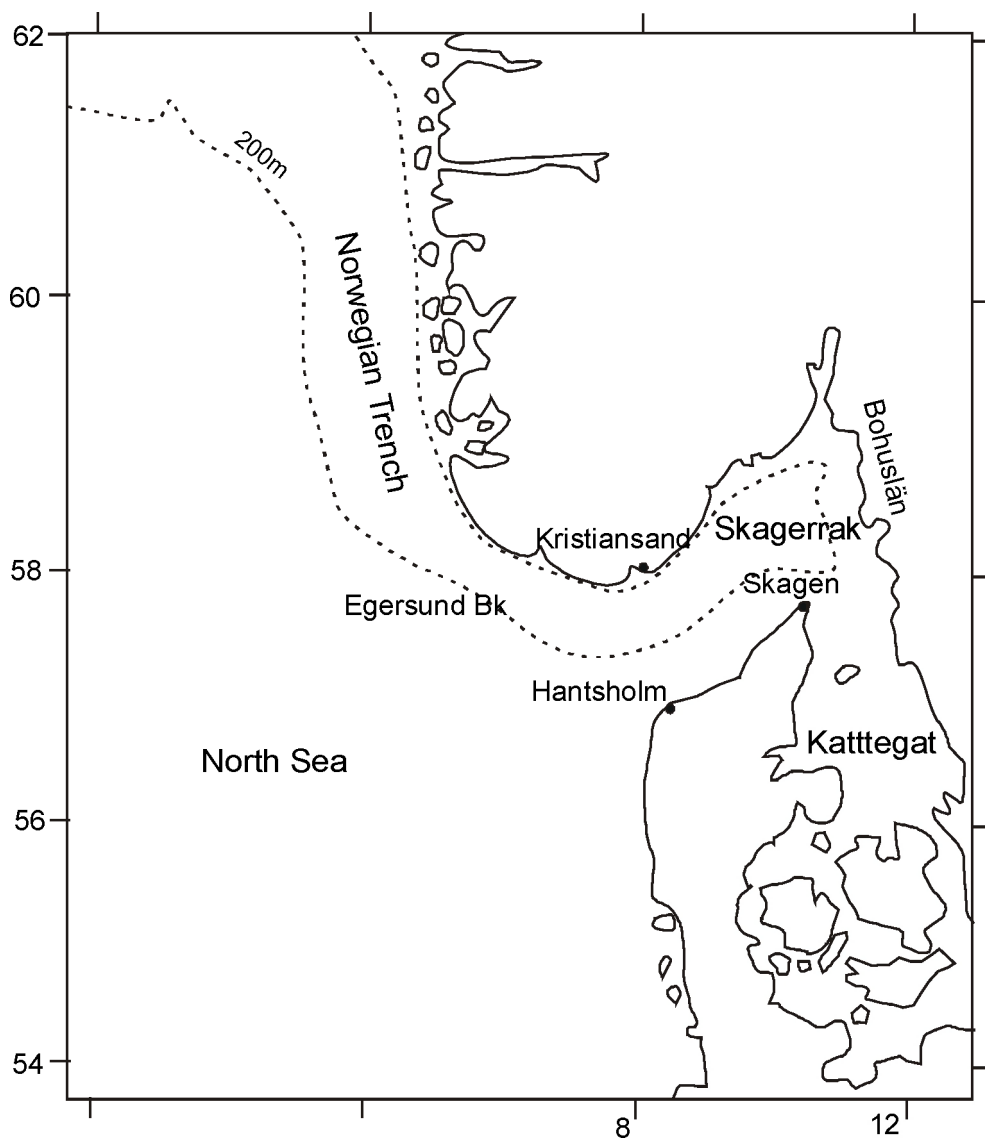 62
200m
Norwegian Trench
60
Bohuslän
Kristiansand
Skagerrak
58
Skagen
Egersund Bk
Hantsholm
Katttegat
North Sea
56
54
8
12